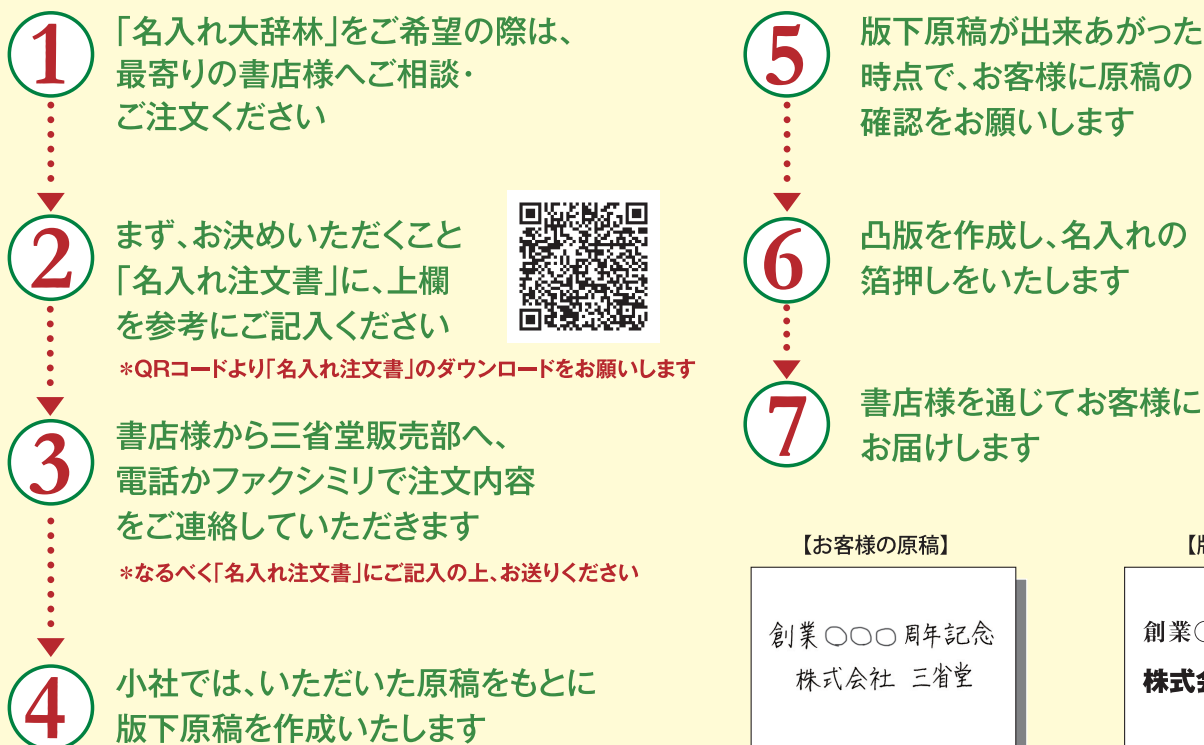 1
「名入れ大辞林」をご希望の際は、
最寄りの書店様へご相談・
ご注文ください
2
まず、お決めいただくこと
「名入れ注文書」に、上欄
を参考にご記入ください
*QRコードより「名入れ注文書」のダウンロードをお願いします
3
書店様から三省堂販売部へ、
電話かファクシミリで注文内容
をご連絡していただきます
*なるべく「名入れ注文書」にご記入の上、お送りください
4
小社では、いただいた原稿をもとに
版下原稿を作成いたします
5
版下原稿が出来あがった
時点で、お客様に原稿の
確認をお願いします
6
凸版を作成し、名入れの
箔押しをいたします
7
書店様を通じてお客様に
お届けします
【お客様の原稿】
創業○○○周年記念
株式会社 三省堂
【版
創業○
株式会